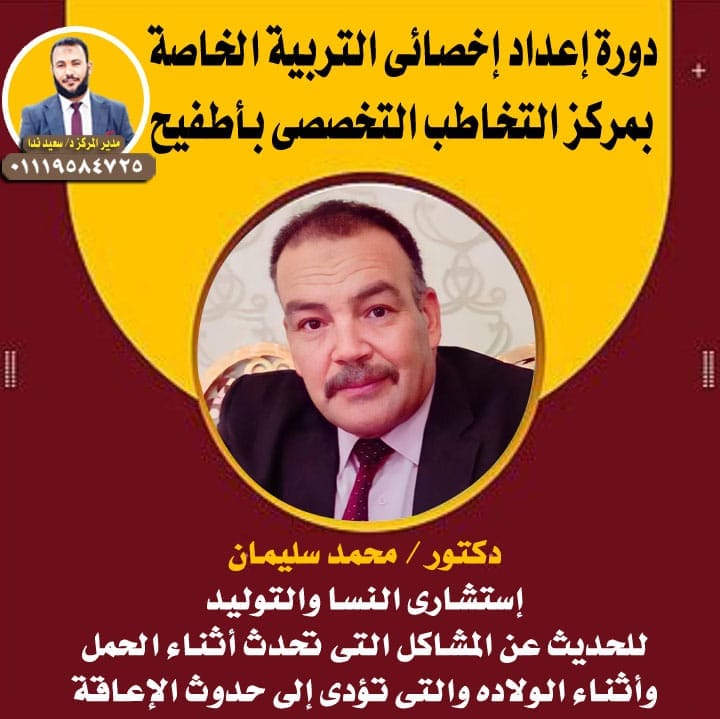 دورة إعداد إخصائى التربية الخاصة
بمركز التخاطب التخصصى بأطفيح
مدير المركز د/ سعيد ندا
٠١١١٩٥٨٤٧٢٥
دكتور / محمد سليمان
إستشارى النسا والتوليد
للحديث عن المشاكل التى تحدث أثناء الحمل
وأثناء الولاده والتى تؤدى إلى حدوث الإعاقة